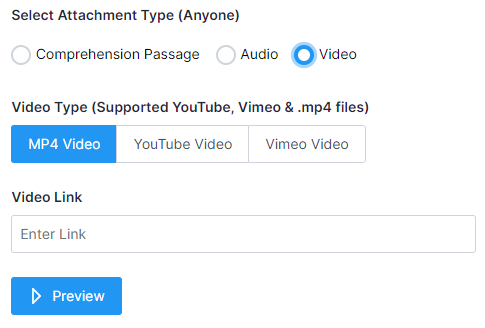 Select Attachment Type (Anyone)
Comprehension Passage Audio Video
Video Type (Supported YouTube, Vimeo & .mp4 files)
MP4 Video YouTube Video Vimeo Video
Video Link
Enter Link
Preview